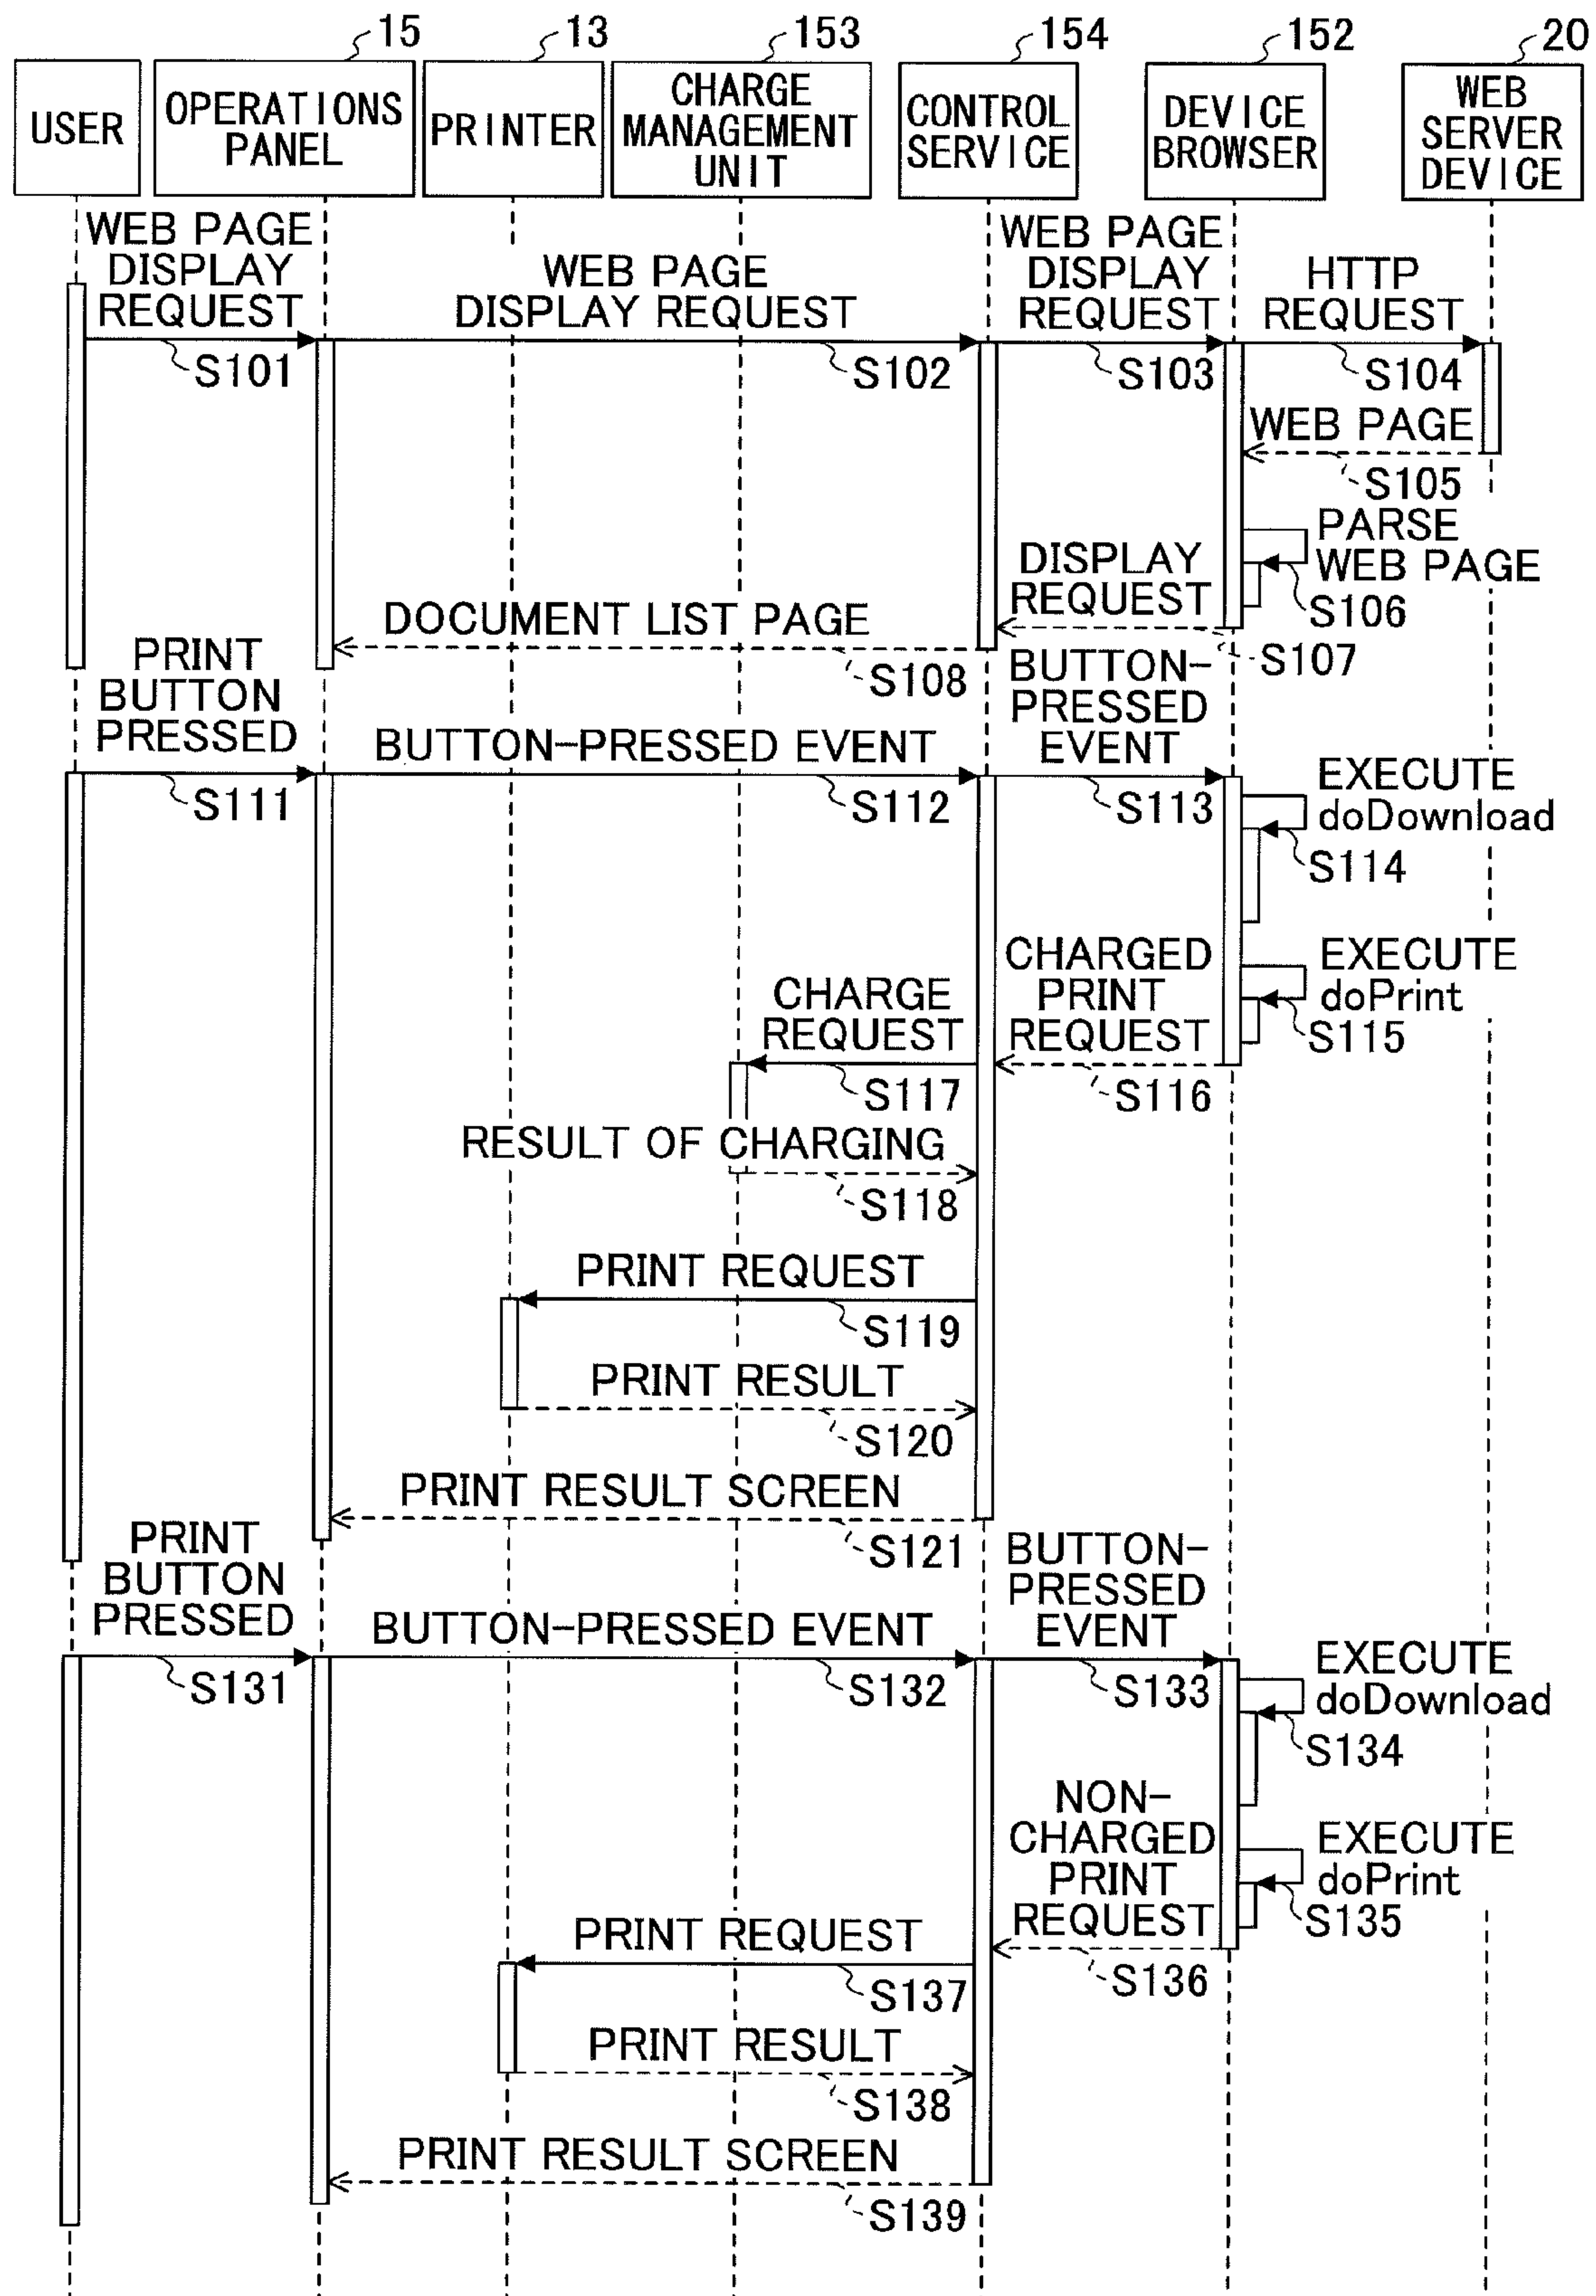 15
13
153
154
152
20
USER
OPERATIONS
PANEL
PRINTER
CHARGE
MANAGEMENT
UNIT
CONTROL
SERVICE
DEVICE
BROWSER
WEB
SERVER
DEVICE
WEB PAGE
DISPLAY
REQUEST
S101
WEB PAGE
DISPLAY REQUEST
S102
WEB PAGE
DISPLAY
REQUEST
S103
HTTP
REQUEST
S104
WEB PAGE
S105
PARSE
WEB PAGE
S106
DISPLAY
REQUEST
S107
DOCUMENT LIST PAGE
S108
PRINT
BUTTON
PRESSED
S111
BUTTON-PRESSED EVENT
S112
BUTTON-
PRESSED
EVENT
S113
EXECUTE
doDownload
S114
EXECUTE
doPrint
S115
CHARGED
PRINT
REQUEST
S116
CHARGE
REQUEST
S117
RESULT OF CHARGING
S118
PRINT REQUEST
S119
PRINT RESULT
S120
PRINT RESULT SCREEN
S121
PRINT
BUTTON
PRESSED
S131
BUTTON-PRESSED EVENT
S132
BUTTON-
PRESSED
EVENT
S133
EXECUTE
doDownload
S134
EXECUTE
doPrint
S135
NON-
CHARGED
PRINT
REQUEST
S136
PRINT REQUEST
S137
PRINT RESULT
S138
PRINT RESULT SCREEN
S139